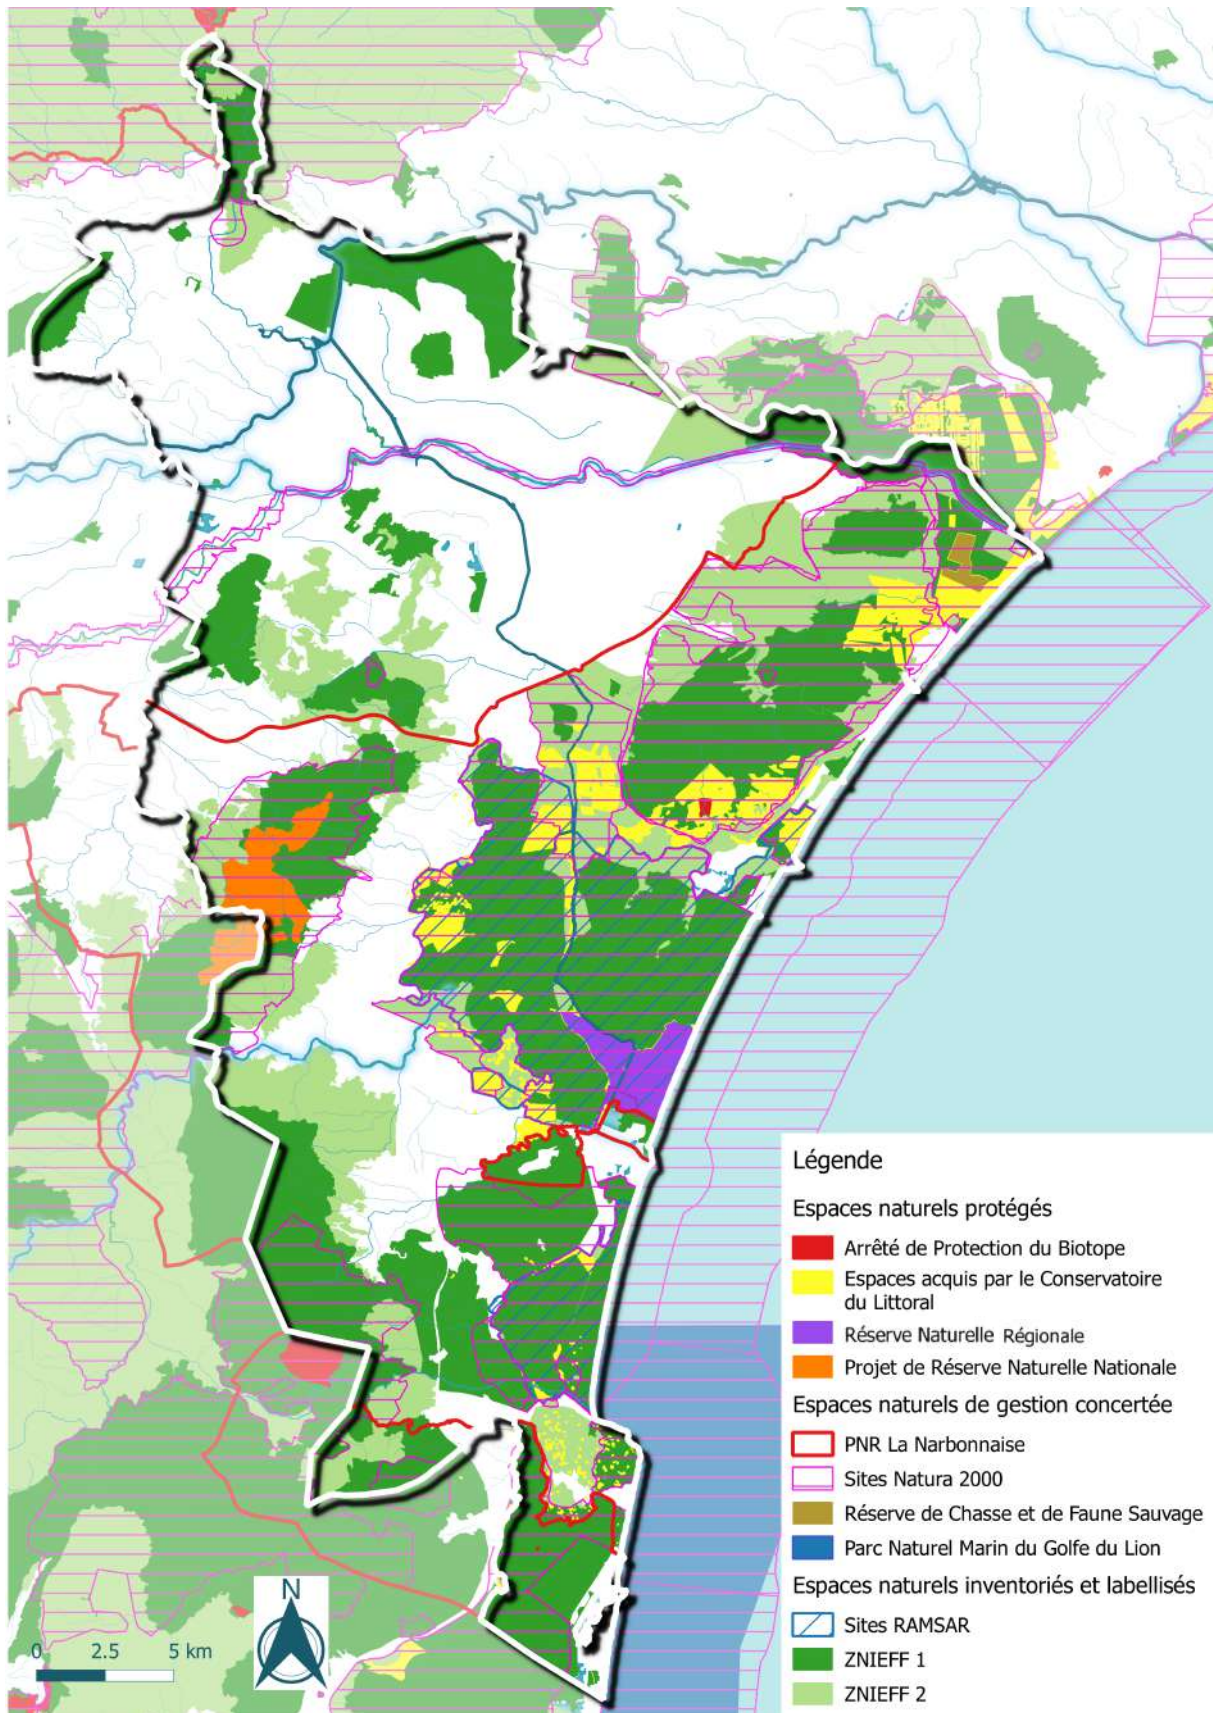 Légende
Espaces naturels protégés
Arrêté de Protection du Biotope
Espaces acquis par le Conservatoire
du Littoral
Réserve Naturelle Régionale
Projet de Réserve Naturelle Nationale
Espaces naturels de gestion concertée
PNR La Narbonnaise
Sites Natura 2000
Réserve de Chasse et de Faune Sauvage
Parc Naturel Marin du Golfe du Lion
Espaces naturels inventoriés et labellisés
Sites RAMSAR
ZNIEFF 1
ZNIEFF 2
N
0 2.5 5 km